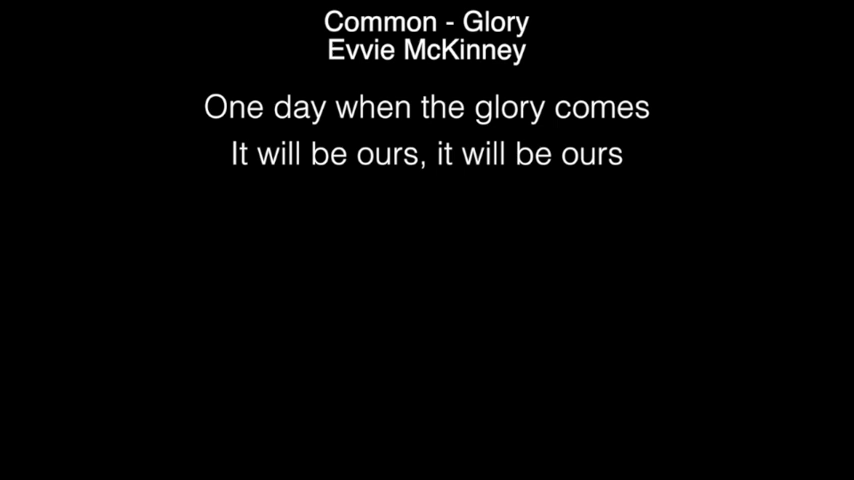 Common - Glory
Evvie McKinney
One day when the glory comes
It will be ours, it will be ours